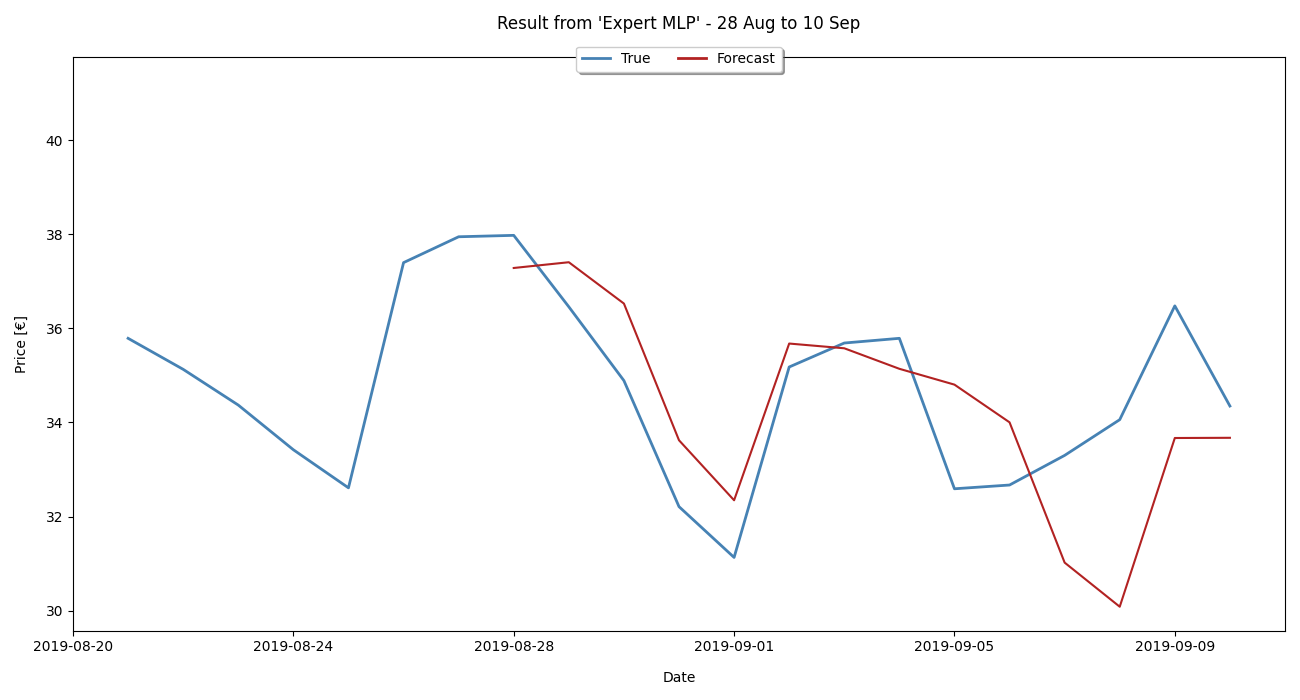 Result from 'Expert MLP' - 28 Aug to 10 Sep
True Forecast
40
38
36
34
32
30
Price [€]
2019-08-20 2019-08-24 2019-08-28 2019-09-01 2019-09-05 2019-09-09
Date